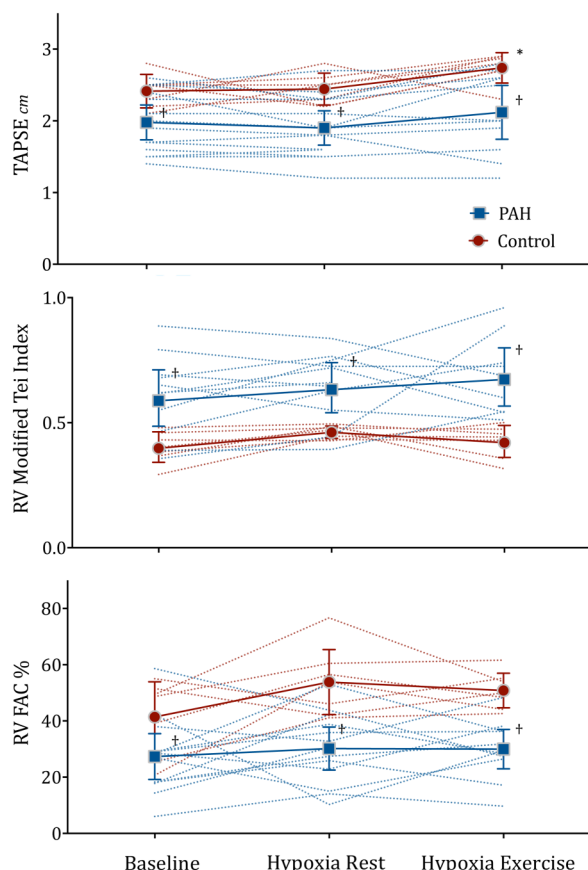 TAPSE cm
3
2
1
0
*
†
†
†
PAH
Control
RV Modified Tei Index
1.0
0.5
0.0
†
†
†
RV FAC %
80
60
40
20
0
†
†
†
Baseline
Hypoxia Rest
Hypoxia Exercise